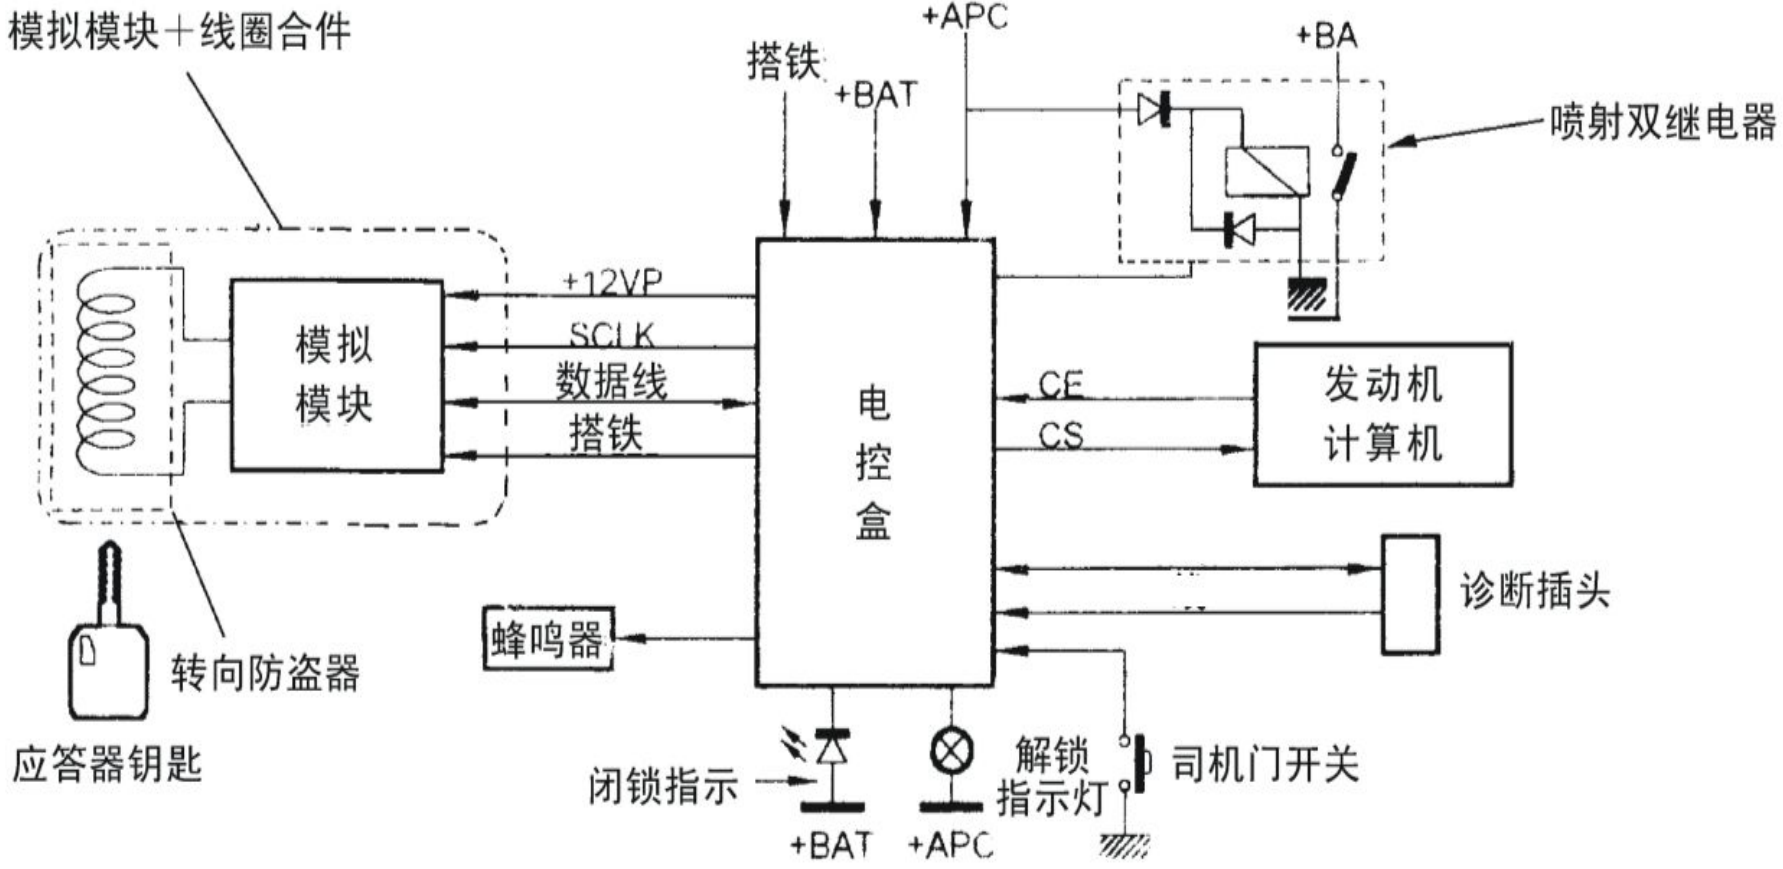 模拟模块＋线圈合件
+APC
搭铁
+BAT
+BA
喷射双继电器
+12VP
SCLK
数据线
搭铁
模拟
模块
电
控
盒
CE
CS
发动机
计算机
诊断插头
蜂鸣器
转向防盗器
应答器钥匙
闭锁指示
解锁
指示灯
司机门开关
+BAT
+APC